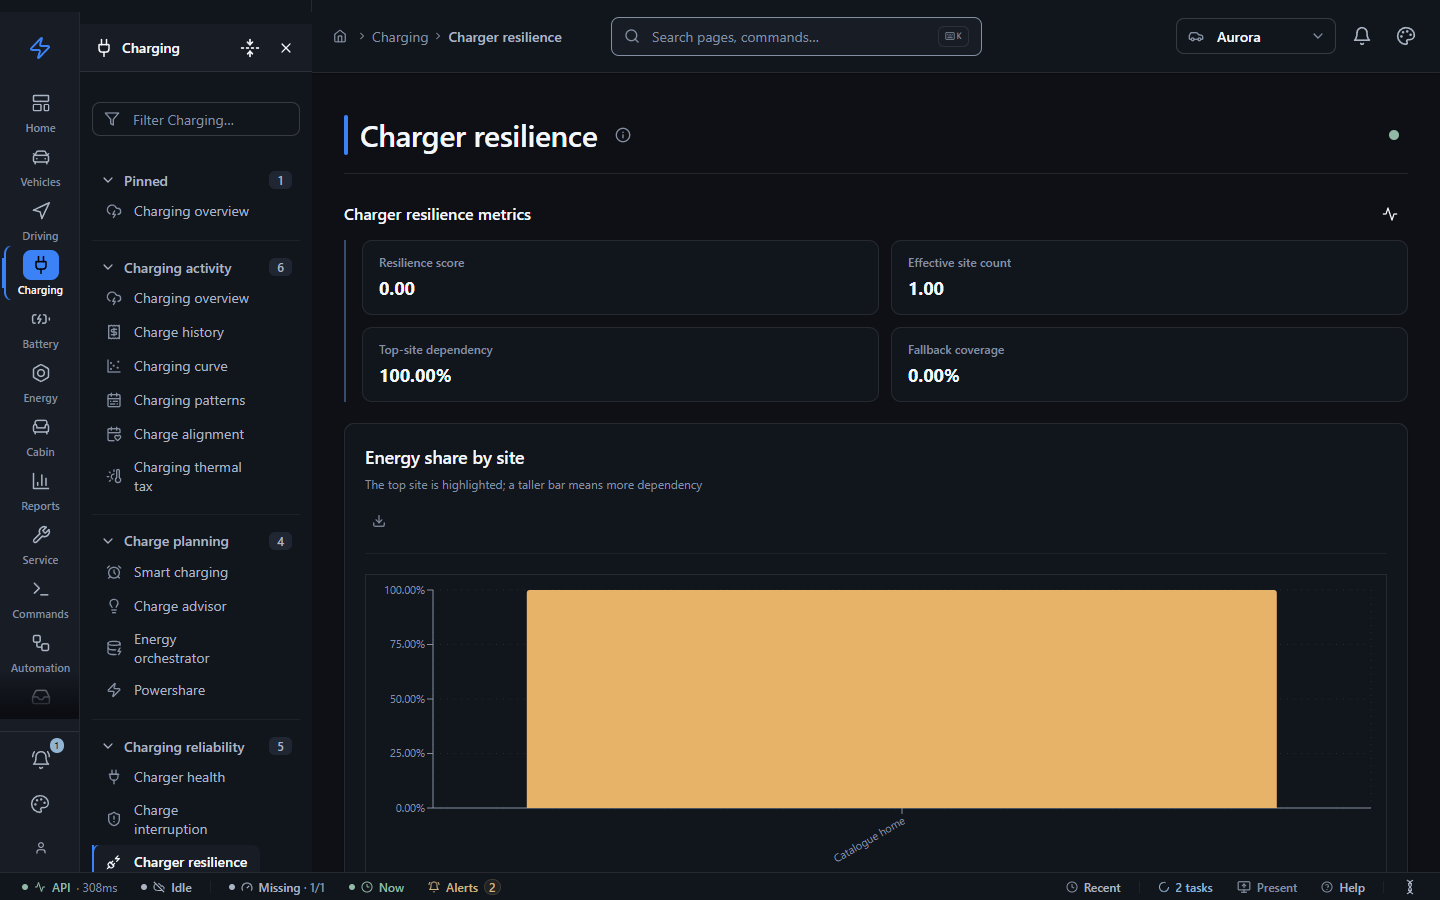 Charging
Charging
Charger resilience
Search pages, commands...
K
Aurora
Home
Vehicles
Driving
Charging
Battery
Energy
Cabin
Reports
Service
Commands
Automation
1
Filter Charging...
Pinned
1
Charging overview
Charging activity
6
Charging overview
Charge history
Charging curve
Charging patterns
Charge alignment
Charging thermal
tax
Charge planning
4
Smart charging
Charge advisor
Energy
orchestrator
Powershare
Charging reliability
5
Charger health
Charge
interruption
Charger resilience
Charger resilience
Charger resilience metrics
Resilience score
0.00
Effective site count
1.00
Top-site dependency
100.00%
Fallback coverage
0.00%
Energy share by site
The top site is highlighted; a taller bar means more dependency
100.00%
75.00%
50.00%
25.00%
0.00%
Catalogue home
API · 308ms
Idle
Missing · 1/1
Now
Alerts 2
Recent
2 tasks
Present
Help